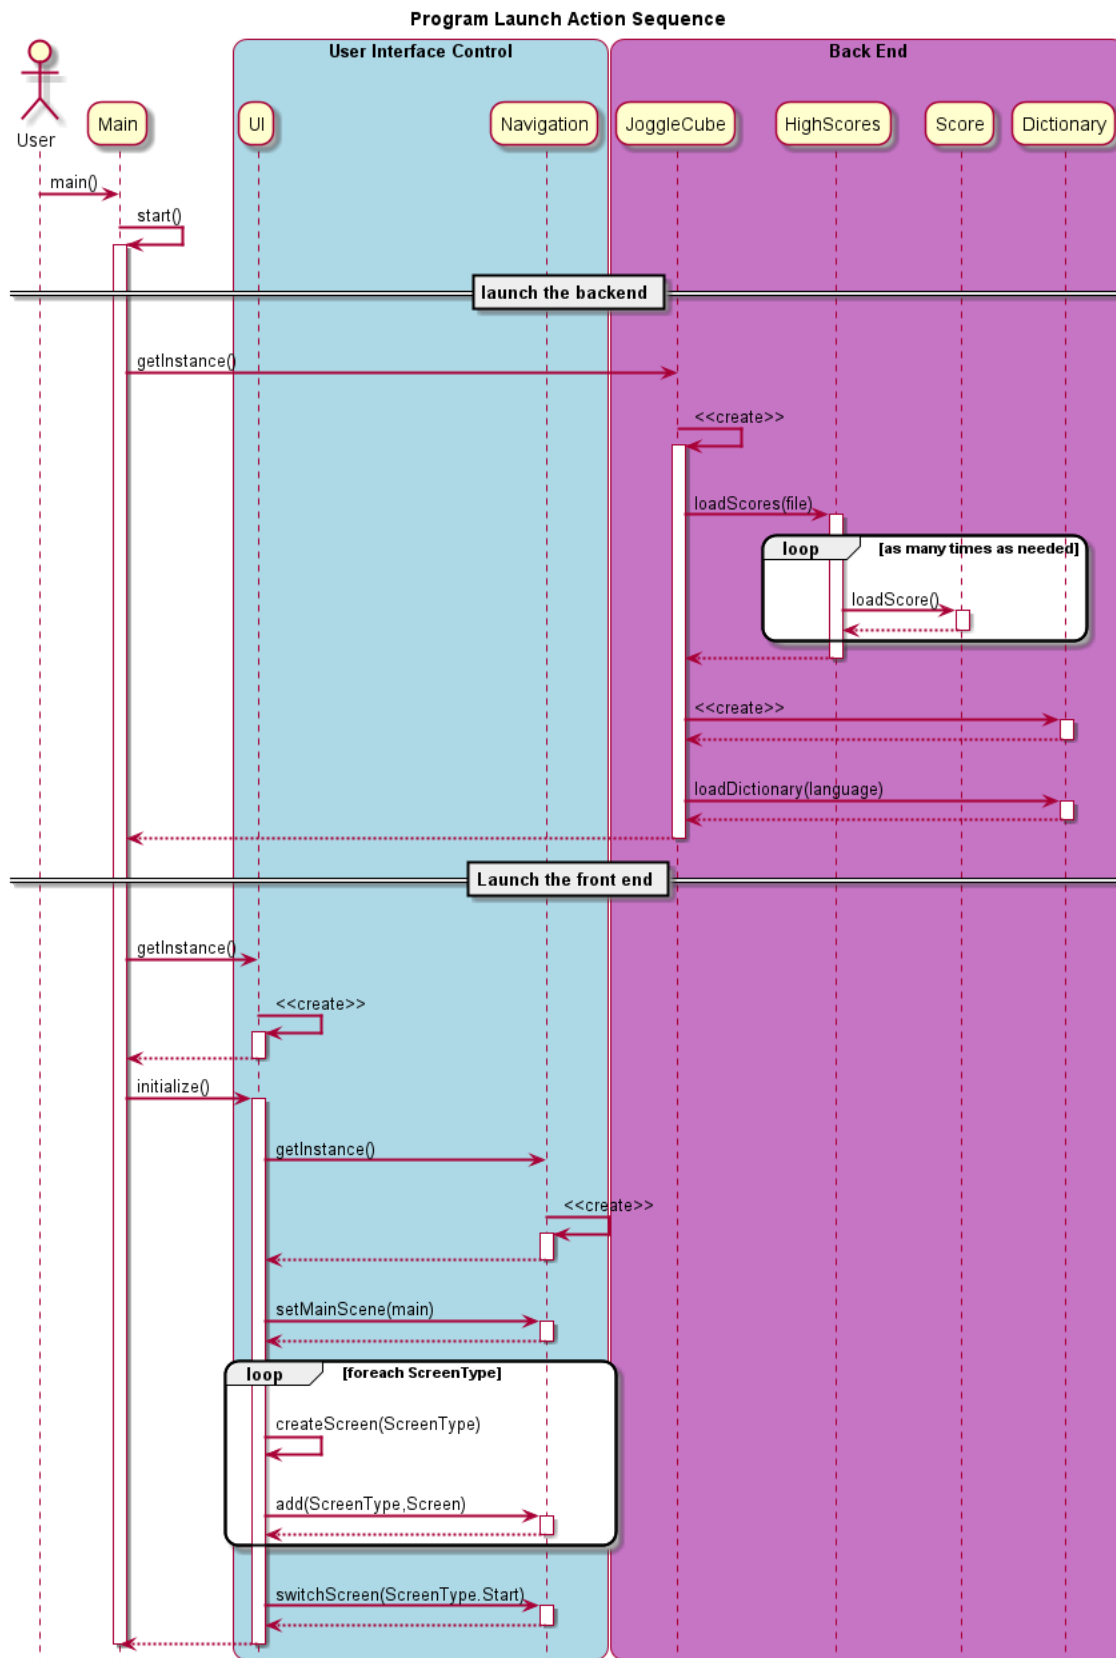 Program Launch Action Sequence
User Interface Control
Back End
User
Main
UI
Navigation
JoggleCube
HighScores
Score
Dictionary
main()
start()
launch the backend
getInstance()
<<create>>
loadScores(file)
loop
[as many times as needed]
loadScore()
<<create>>
loadDictionary(language)
Launch the front end
getInstance()
<<create>>
initialize()
getInstance()
<<create>>
setMainScene(main)
loop
[foreach ScreenType]
createScreen(ScreenType)
add(ScreenType,Screen)
switchScreen(ScreenType.Start)